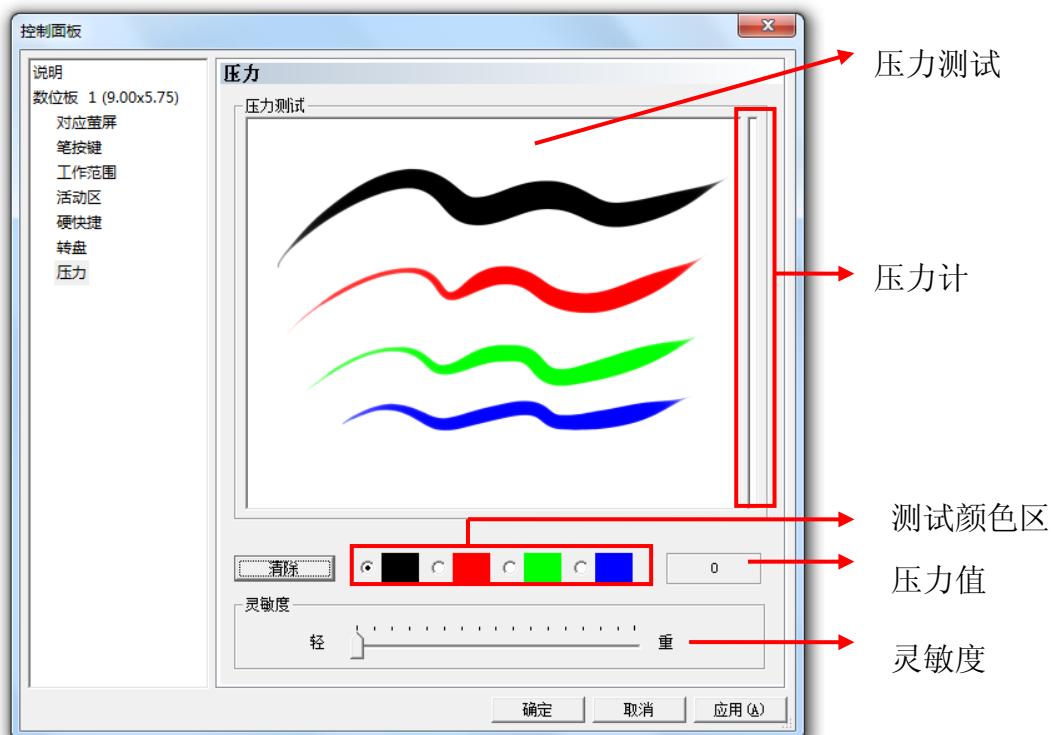 控制面板
说明
数位板 1 (9.00x5.75)
对应萤屏
笔按键
工作范围
活动区
硬快捷
转盘
压力
压力
压力测试
清除
0
灵敏度
轻
重
确定
取消
应用(A)
压力测试
压力计
测试颜色区
压力值
灵敏度